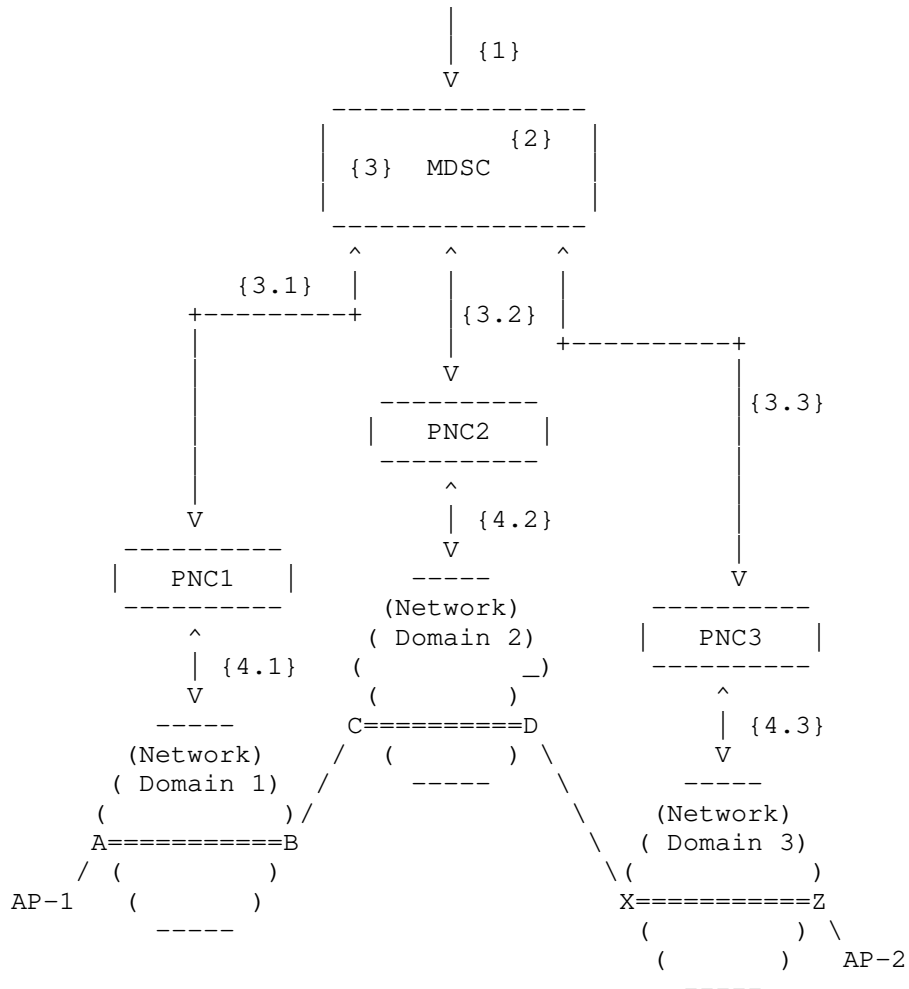 {1}
{2}
{3} MDSC
{3.1}
{3.2}
{3.3}
PNC2
{4.2}
PNC1
(Network)
PNC3
( Domain 2)
{4.1}
C==========D
{4.3}
(Network)
( Domain 1)
(Network)
A===========B
( Domain 3)
AP-1
X===========Z
AP-2